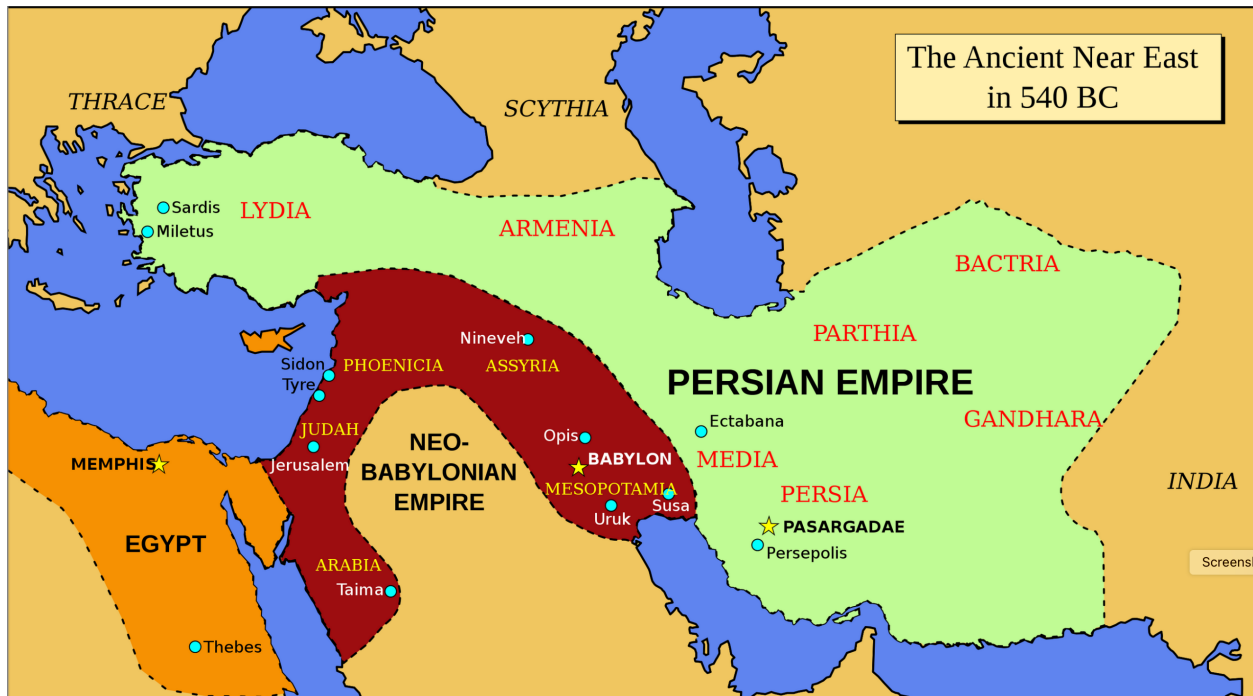 The Ancient Near East
in 540 BC
THRACE
SCYTHIA
Sardis
LYDIA
Miletus
ARMENIA
BACTRIA
PARTHIA
Nineveh
Sidon
PHOENICIA
ASSYRIA
Tyre
PERSIAN EMPIRE
GANDHARA
Ectabana
JUDAH
Opis
NEO-
BABYLONIAN
EMPIRE
MEMPHIS
Jerusalem
BABYLON
MEDIA
MESOPOTAMIA
PERSIA
INDIA
Susa
Uruk
PASARGADAE
EGYPT
Persepolis
ARABIA
Taima
Thebes